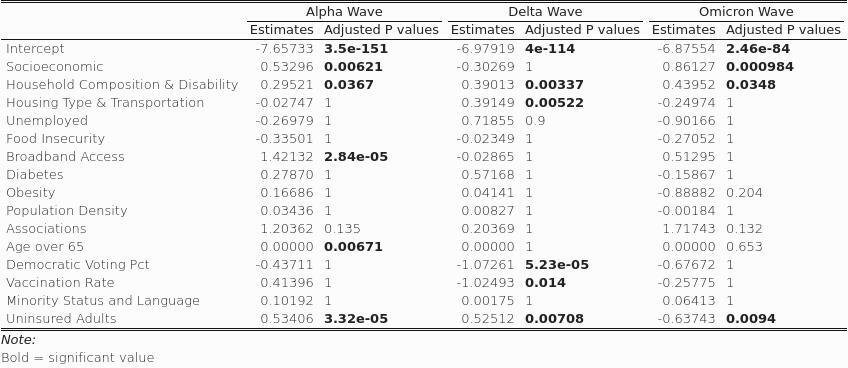 Alpha Wave Delta Wave Omicron Wave
Estimates Adjusted P values Estimates Adjusted P values Estimates Adjusted P values
Intercept -7.65733 3.5e-151 -6.97919 4e-114 -6.87554 2.46e-84
Socioeconomic 0.53296 0.00621 -0.30269 1 0.86127 0.000984
Household Composition & Disability 0.29521 0.0367 0.39013 0.00337 0.43952 0.0348
Housing Type & Transportation -0.02747 1 0.39149 0.00522 -0.24974 1
Unemployed -0.26979 1 0.71855 0.9 -0.90166 1
Food Insecurity -0.33501 1 -0.02349 1 -0.27052 1
Broadband Access 1.42132 2.84e-05 -0.02865 1 0.51295 1
Diabetes 0.27870 1 0.57168 1 -0.15867 1
Obesity 0.16686 1 0.04141 1 -0.88882 0.204
Population Density 0.03436 1 0.00827 1 -0.00184 1
Associations 1.20362 0.135 0.20369 1 1.71743 0.132
Age over 65 0.00000 0.00671 0.00000 1 0.00000 0.653
Democratic Voting Pct -0.43711 1 -1.07261 5.23e-05 -0.67672 1
Vaccination Rate 0.41396 1 -1.02493 0.014 -0.25775 1
Minority Status and Language 0.10192 1 0.00175 1 0.06413 1
Uninsured Adults 0.53406 3.32e-05 0.52512 0.00708 -0.63743 0.0094
Note:
Bold = significant value